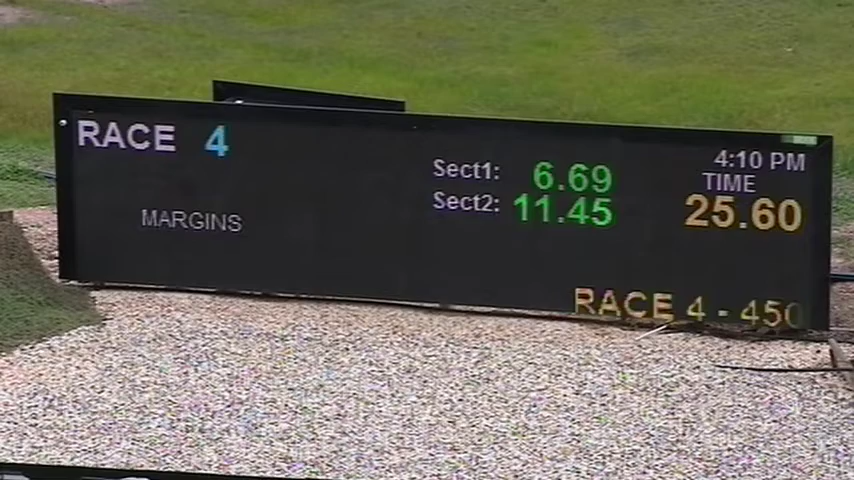 RACE 4
4:10 PM
Sect1: 6.69
TIME
Sect2: 11.45
25.60
MARGINS
RACE 4 - 450